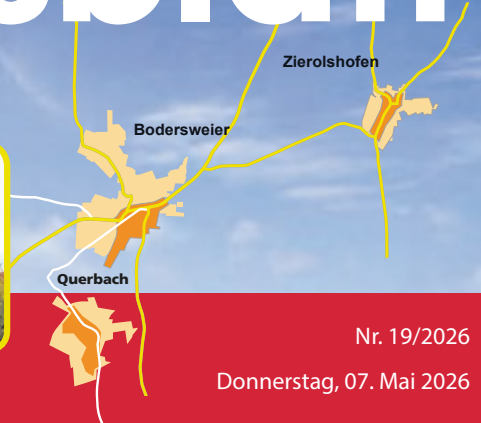 Zierolshofen
Bodersweier
Querbach
Nr. 19/2026
Donnerstag, 07. Mai 2026